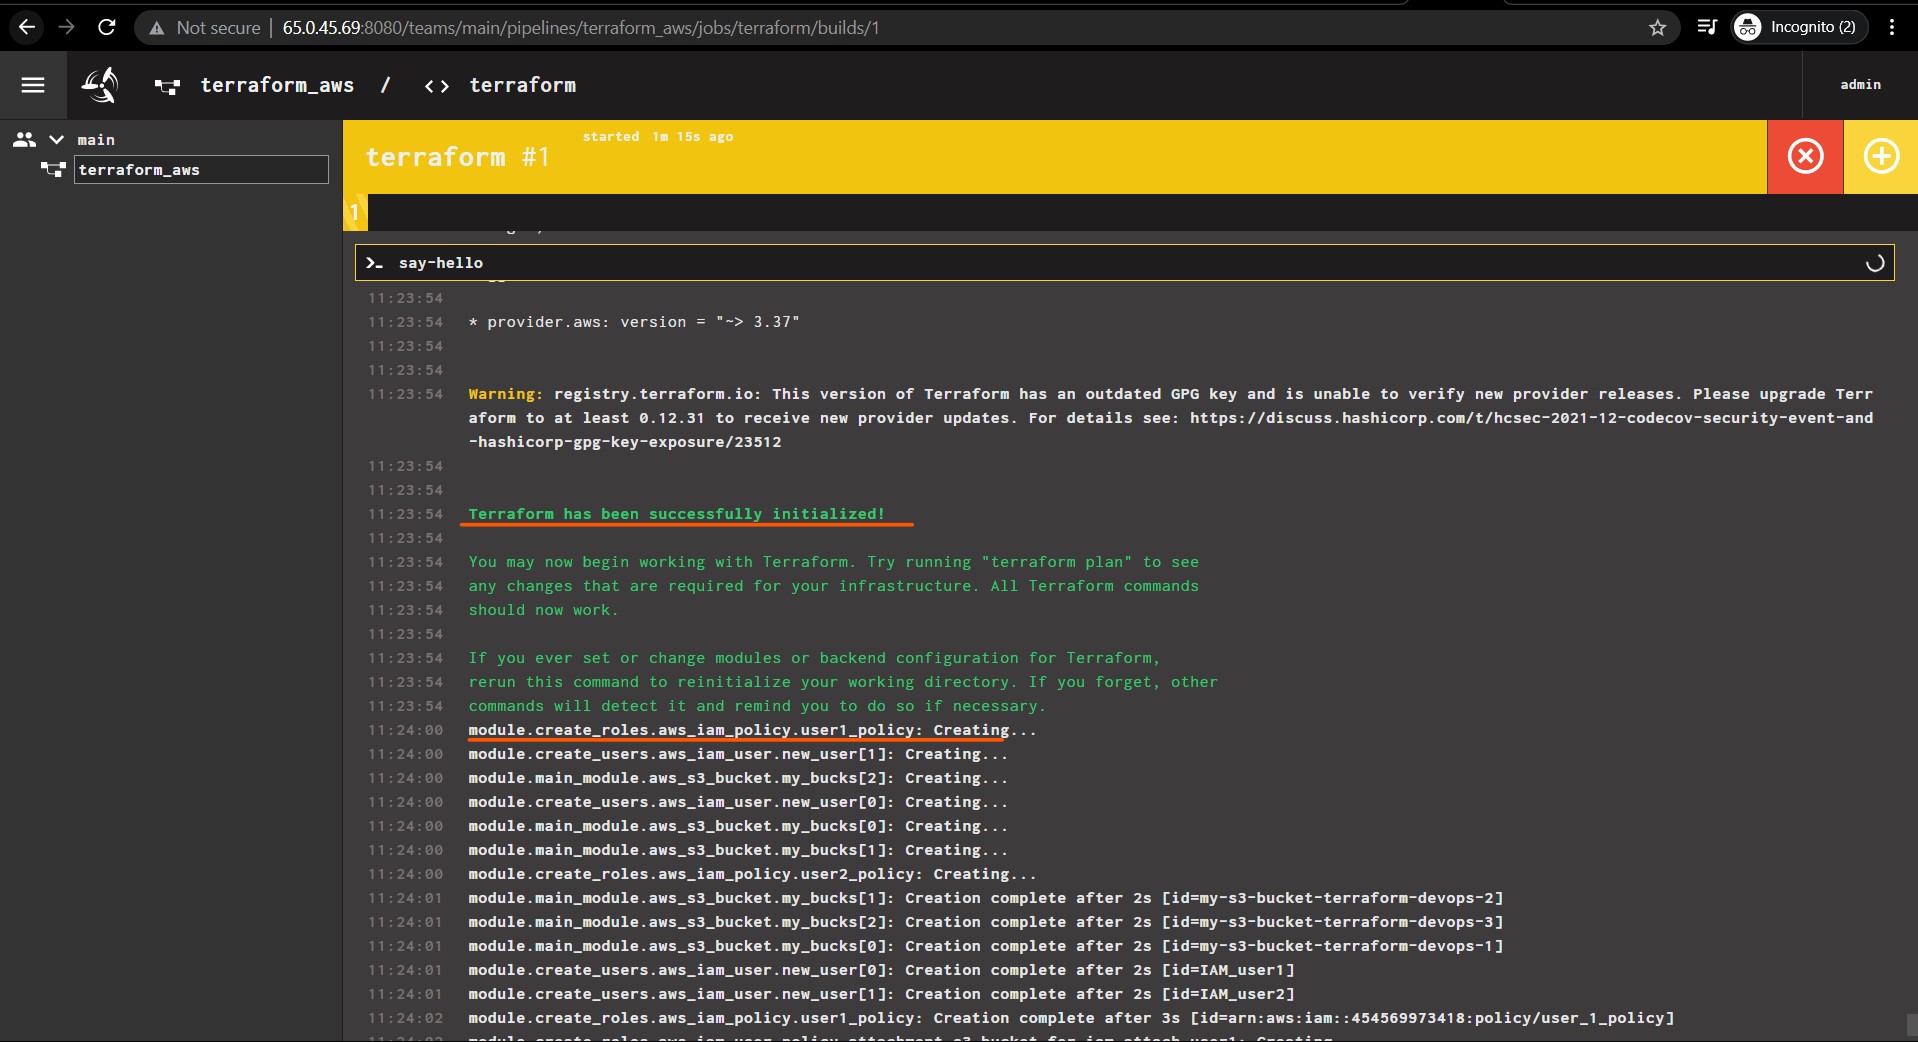 Not secure | 65.0.45.69:8080/teams/main/pipelines/terraform_aws/jobs/terraform/builds/1
Incognito (2)
terraform_aws / <> terraform
admin
main
terraform_aws
started 1m 15s ago
terraform #1
1
say-hello
11:23:54
11:23:54 * provider.aws: version = "~> 3.37"
11:23:54
11:23:54
11:23:54 Warning: registry.terraform.io: This version of Terraform has an outdated GPG key and is unable to verify new provider releases. Please upgrade Terr
aform to at least 0.12.31 to receive new provider updates. For details see: https://discuss.hashicorp.com/t/hcsec-2021-12-codecov-security-event-and
-hashicorp-gpg-key-exposure/23512
11:23:54
11:23:54
11:23:54 Terraform has been successfully initialized!
11:23:54
11:23:54 You may now begin working with Terraform. Try running "terraform plan" to see
11:23:54 any changes that are required for your infrastructure. All Terraform commands
11:23:54 should now work.
11:23:54
11:23:54 If you ever set or change modules or backend configuration for Terraform,
11:23:54 rerun this command to reinitialize your working directory. If you forget, other
11:23:54 commands will detect it and remind you to do so if necessary.
11:24:00 module.create_roles.aws_iam_policy.user1_policy: Creating...
11:24:00 module.create_users.aws_iam_user.new_user[1]: Creating...
11:24:00 module.main_module.aws_s3_bucket.my_bucks[2]: Creating...
11:24:00 module.create_users.aws_iam_user.new_user[0]: Creating...
11:24:00 module.main_module.aws_s3_bucket.my_bucks[0]: Creating...
11:24:00 module.main_module.aws_s3_bucket.my_bucks[1]: Creating...
11:24:00 module.create_roles.aws_iam_policy.user2_policy: Creating...
11:24:01 module.main_module.aws_s3_bucket.my_bucks[1]: Creation complete after 2s [id=my-s3-bucket-terraform-devops-2]
11:24:01 module.main_module.aws_s3_bucket.my_bucks[2]: Creation complete after 2s [id=my-s3-bucket-terraform-devops-3]
11:24:01 module.main_module.aws_s3_bucket.my_bucks[0]: Creation complete after 2s [id=my-s3-bucket-terraform-devops-1]
11:24:01 module.create_users.aws_iam_user.new_user[0]: Creation complete after 2s [id=IAM_user1]
11:24:01 module.create_users.aws_iam_user.new_user[1]: Creation complete after 2s [id=IAM_user2]
11:24:02 module.create_roles.aws_iam_policy.user1_policy: Creation complete after 3s [id=arn:aws:iam::454569973418:policy/user_1_policy]